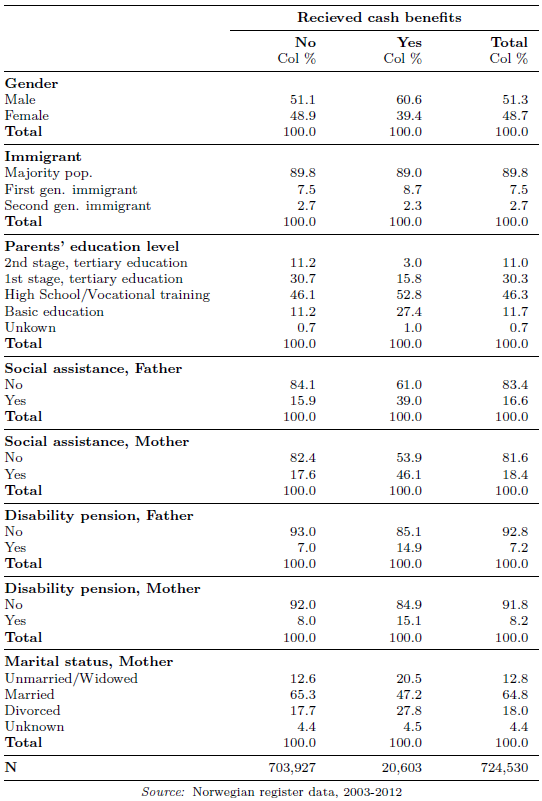 Recieved cash benefits
No Yes Total
Col % Col % Col %
Gender
Male 51.1 60.6 51.3
Female 48.9 39.4 48.7
Total 100.0 100.0 100.0
Immigrant
Majority pop. 89.8 89.0 89.8
First gen. immigrant 7.5 8.7 7.5
Second gen. immigrant 2.7 2.3 2.7
Total 100.0 100.0 100.0
Parents' education level
2nd stage, tertiary education 11.2 3.0 11.0
1st stage, tertiary education 30.7 15.8 30.3
High School/Vocational training 46.1 52.8 46.3
Basic education 11.2 27.4 11.7
Unkown 0.7 1.0 0.7
Total 100.0 100.0 100.0
Social assistance, Father
No 84.1 61.0 83.4
Yes 15.9 39.0 16.6
Total 100.0 100.0 100.0
Social assistance, Mother
No 82.4 53.9 81.6
Yes 17.6 46.1 18.4
Total 100.0 100.0 100.0
Disability pension, Father
No 93.0 85.1 92.8
Yes 7.0 14.9 7.2
Total 100.0 100.0 100.0
Disability pension, Mother
No 92.0 84.9 91.8
Yes 8.0 15.1 8.2
Total 100.0 100.0 100.0
Marital status, Mother
Unmarried/Widowed 12.6 20.5 12.8
Married 65.3 47.2 64.8
Divorced 17.7 27.8 18.0
Unknown 4.4 4.5 4.4
Total 100.0 100.0 100.0
N 703,927 20,603 724,530
Source: Norwegian register data, 2003-2012